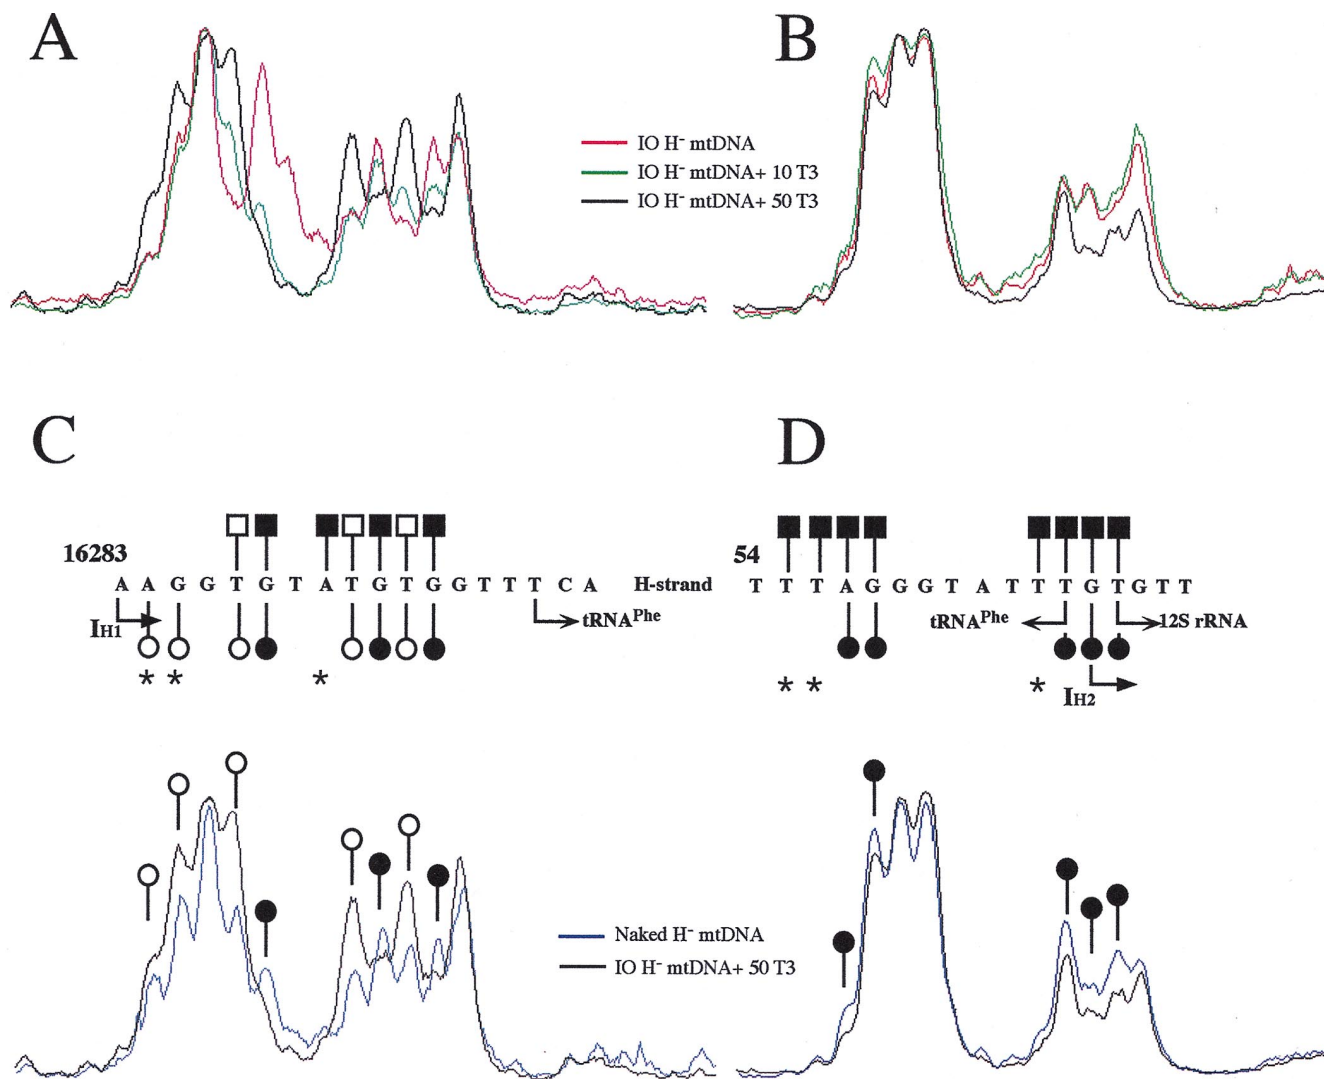 A
B
IO H⁻ mtDNA
IO H⁻ mtDNA+ 10 T3
IO H⁻ mtDNA+ 50 T3
C
D
16283
54
A A G G T G T A T G T G G T T T C A
H-strand
T T T A G G G T A T T T G T G T T
IH1
tRNAPhe
tRNAPhe
12S rRNA
* * *
* * *
IH2
Naked H⁻ mtDNA
IO H⁻ mtDNA+ 50 T3